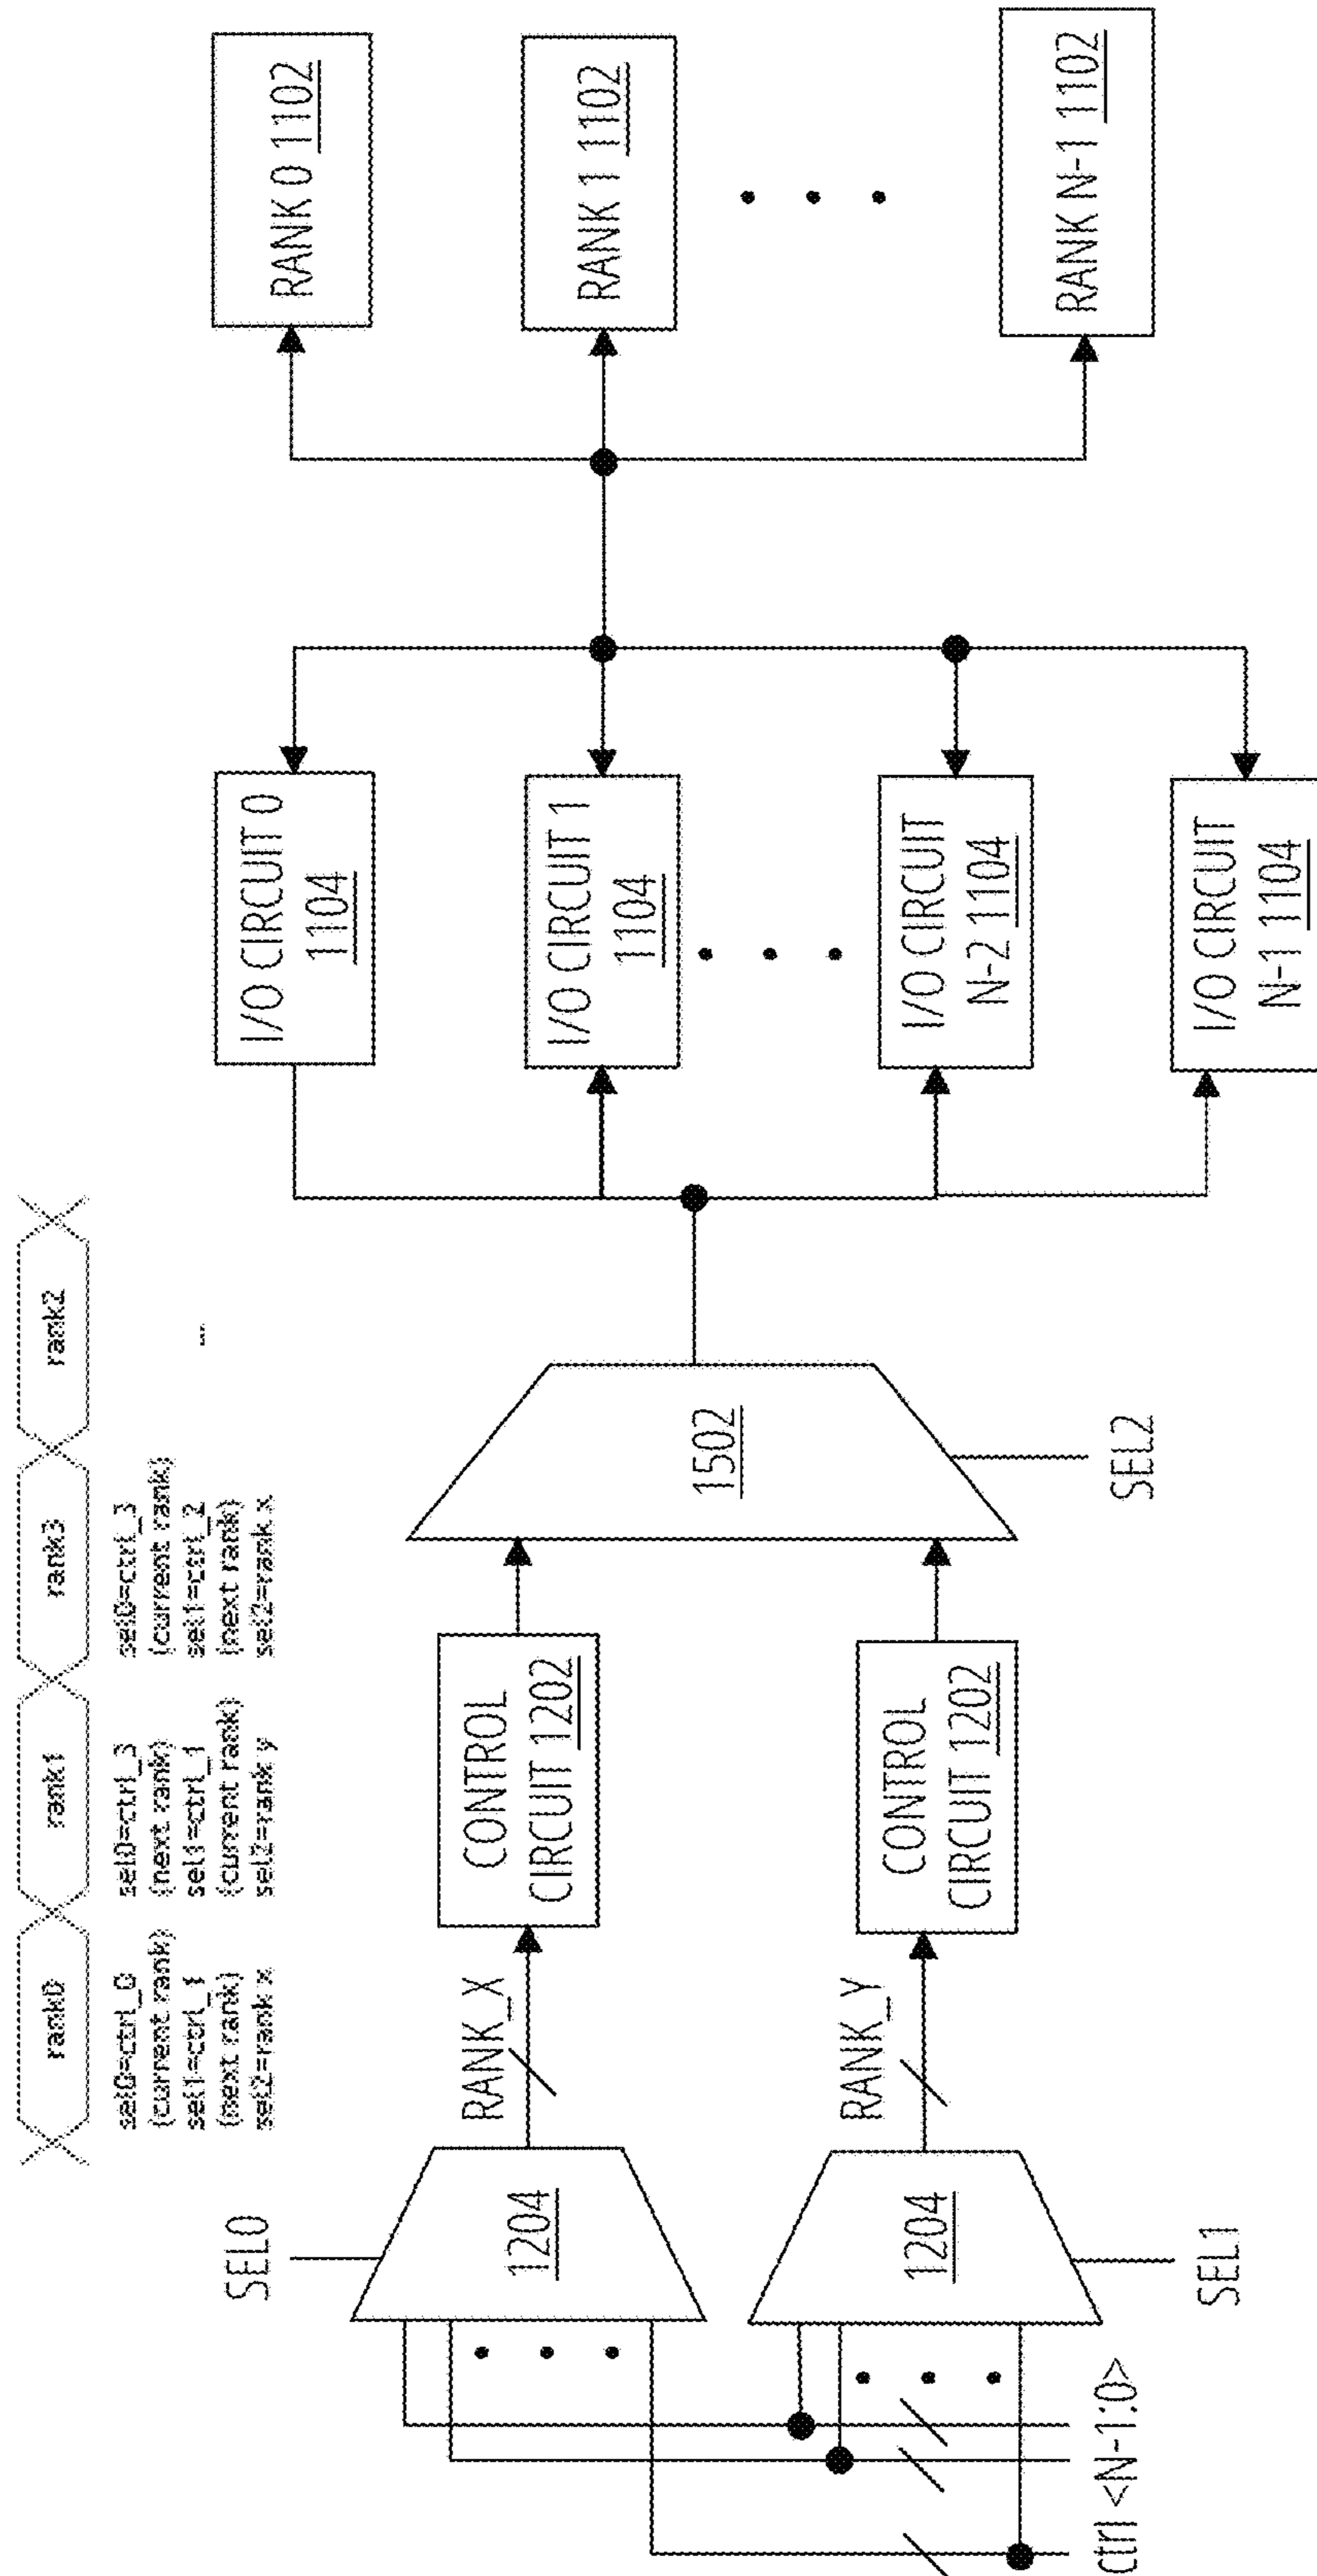 rank0
rank1
rank3
rank2
sel0=ctrl_0
(current rank)
sel1=ctrl_1
(next rank)
sel2=rank x
sel0=ctrl_3
(next rank)
sel1=ctrl_1
(current rank)
sel2=rank y
sel0=ctrl_3
(current rank)
sel1=ctrl_2
(next rank)
sel2=rank x
...
SEL0
1204
RANK_X
CONTROL
CIRCUIT 1202
SEL1
1204
RANK_Y
CONTROL
CIRCUIT 1202
ctrl <N-1:0>
1502
SEL2
I/O CIRCUIT 0
1104
I/O CIRCUIT 1
1104
I/O CIRCUIT
N-2 1104
I/O CIRCUIT
N-1 1104
RANK 0 1102
RANK 1 1102
RANK N-1 1102